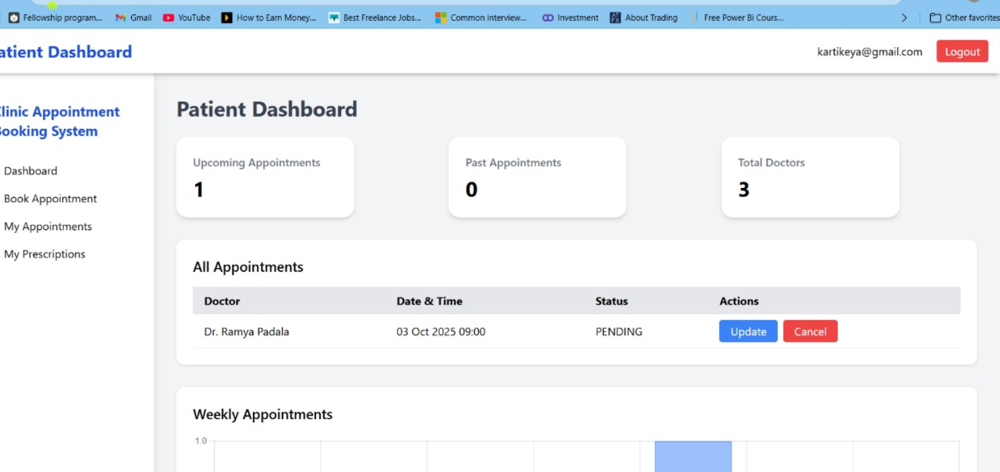 Fellowship program... Gmail YouTube How to Earn Money... Best Freelance Jobs... Common interview... Investment About Trading Free Power Bi Cours... Other favorites
atient Dashboard kartikeya@gmail.com Logout
Clinic Appointment
Booking System
Dashboard
Book Appointment
My Appointments
My Prescriptions
Patient Dashboard
Upcoming Appointments
1
Past Appointments
0
Total Doctors
3
All Appointments
Doctor Date & Time Status Actions
Dr. Ramya Padala 03 Oct 2025 09:00 PENDING Update Cancel
Weekly Appointments
1.0